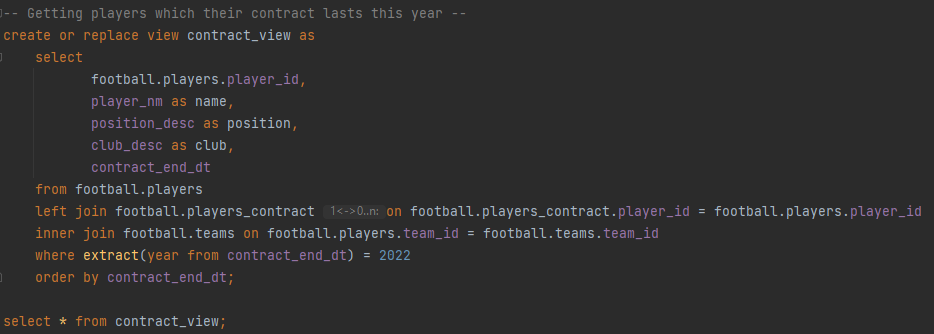 -- Getting players which their contract lasts this year --
create or replace view contract_view as
    select
           football.players.player_id,
           player_nm as name,
           position_desc as position,
           club_desc as club,
           contract_end_dt
    from football.players
    left join football.players_contract 1<->0..n: on football.players_contract.player_id = football.players.player_id
    inner join football.teams on football.players.team_id = football.teams.team_id
    where extract(year from contract_end_dt) = 2022
    order by contract_end_dt;

select * from contract_view;